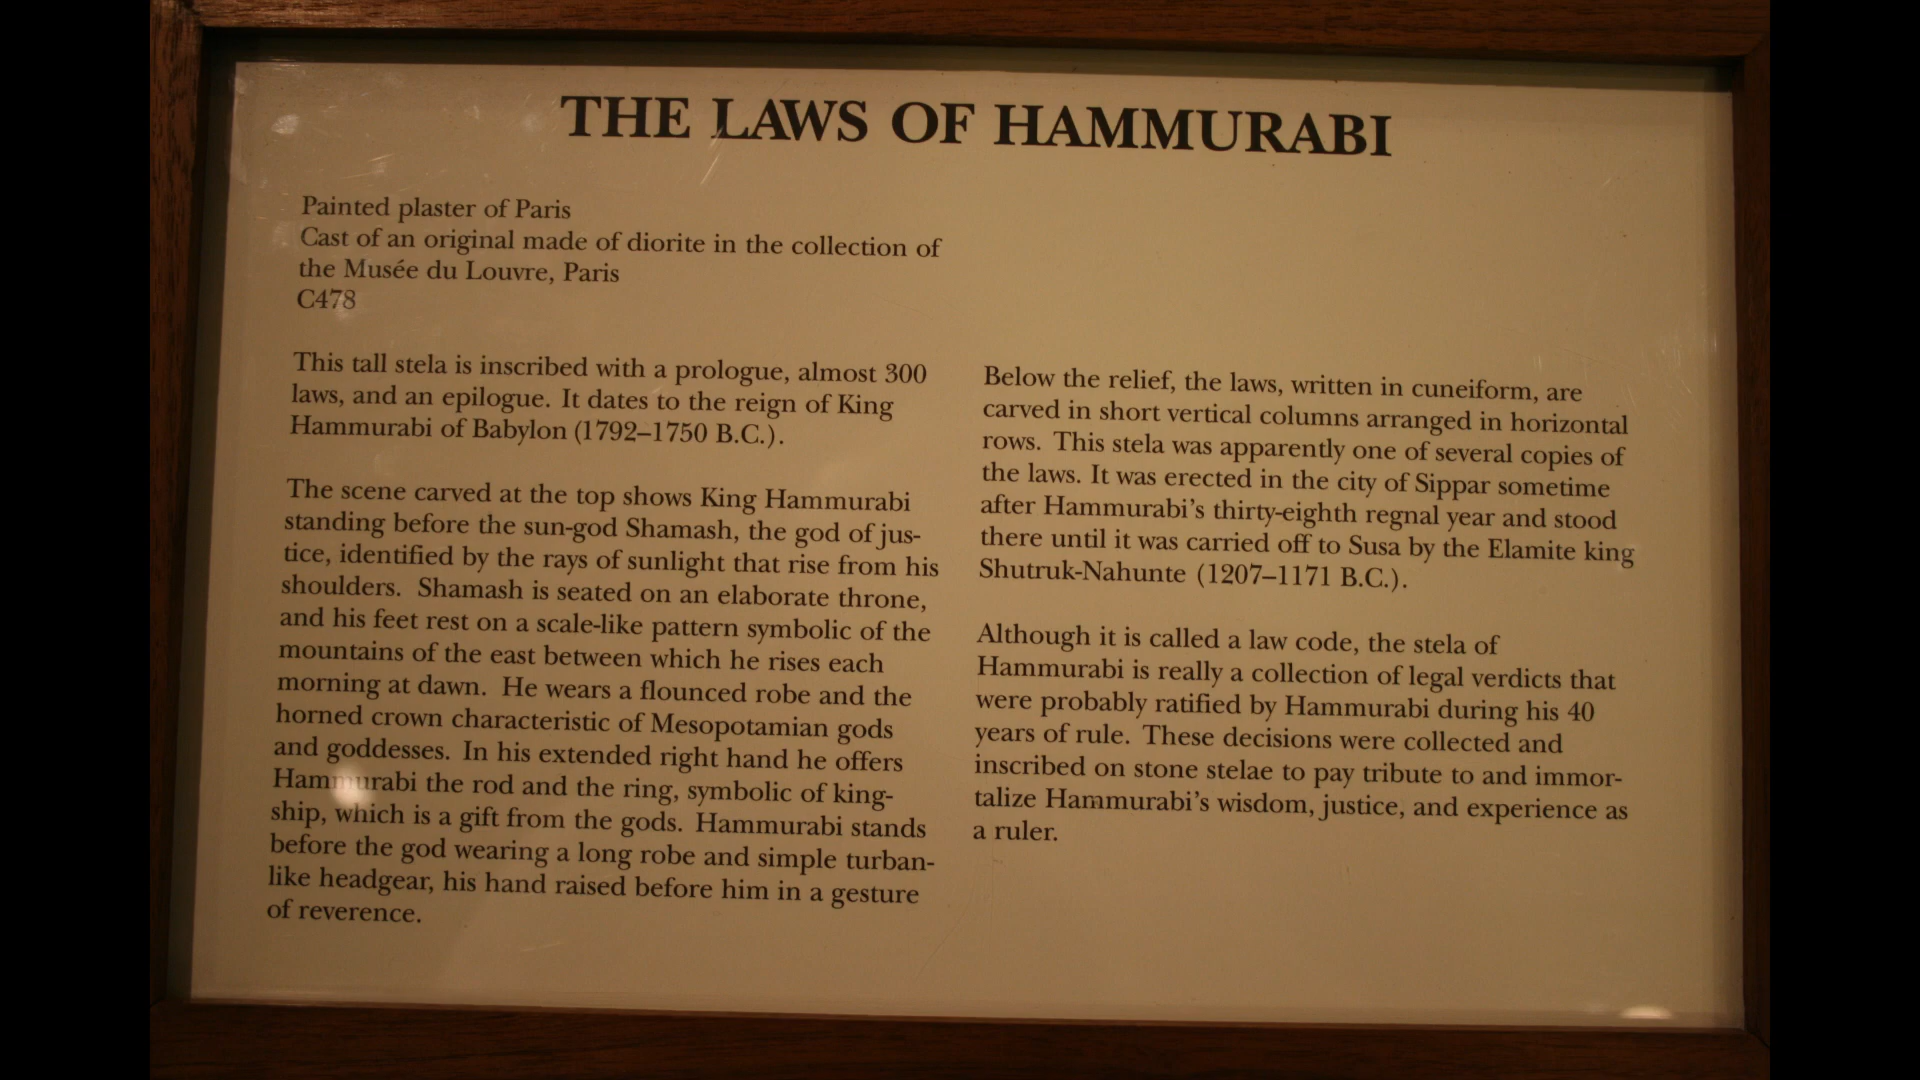 THE LAWS OF HAMMURABI
Painted plaster of Paris
Cast of an original made of diorite in the collection of
the Musée du Louvre, Paris
C478
This tall stela is inscribed with a prologue, almost 300
laws, and an epilogue. It dates to the reign of King
Hammurabi of Babylon (1792–1750 B.C.).
The scene carved at the top shows King Hammurabi
standing before the sun-god Shamash, the god of jus-
tice, identified by the rays of sunlight that rise from his
shoulders. Shamash is seated on an elaborate throne,
and his feet rest on a scale-like pattern symbolic of the
mountains of the east between which he rises each
morning at dawn. He wears a flounced robe and the
horned crown characteristic of Mesopotamian gods
and goddesses. In his extended right hand he offers
Hammurabi the rod and the ring, symbolic of king-
ship, which is a gift from the gods. Hammurabi stands
before the god wearing a long robe and simple turban-
like headgear, his hand raised before him in a gesture
of reverence.
Below the relief, the laws, written in cuneiform, are
carved in short vertical columns arranged in horizontal
rows. This stela was apparently one of several copies of
the laws. It was erected in the city of Sippar sometime
after Hammurabi's thirty-eighth regnal year and stood
there until it was carried off to Susa by the Elamite king
Shutruk-Nahunte (1207–1171 B.C.).
Although it is called a law code, the stela of
Hammurabi is really a collection of legal verdicts that
were probably ratified by Hammurabi during his 40
years of rule. These decisions were collected and
inscribed on stone stelae to pay tribute to and immor-
talize Hammurabi's wisdom, justice, and experience as
a ruler.